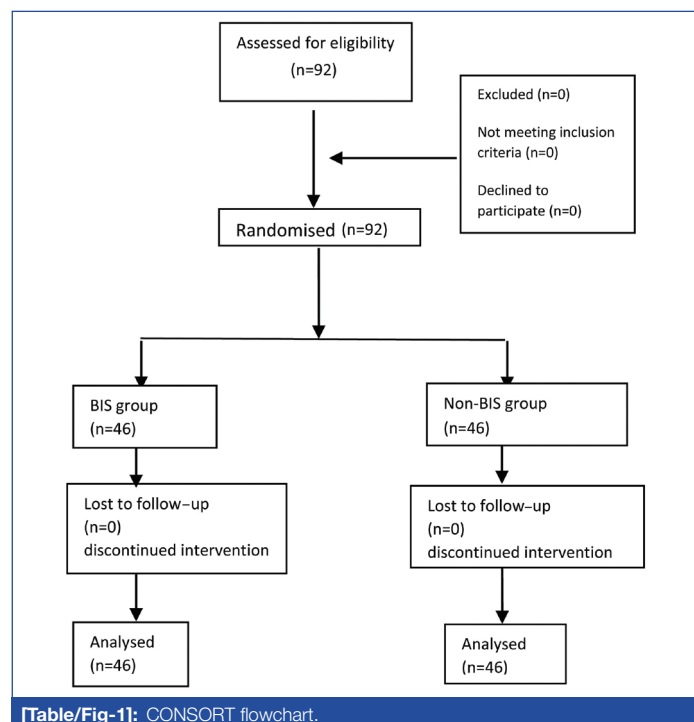 Assessed for eligibility
(n=92)
Excluded (n=0)
Not meeting inclusion
criteria (n=0)
Declined to
participate (n=0)
Randomised (n=92)
BIS group
(n=46)
Non-BIS group
(n=46)
Lost to follow–up
(n=0)
discontinued intervention
Lost to follow–up
(n=0)
discontinued intervention
Analysed
(n=46)
Analysed
(n=46)
[Table/Fig-1]: CONSORT flowchart.